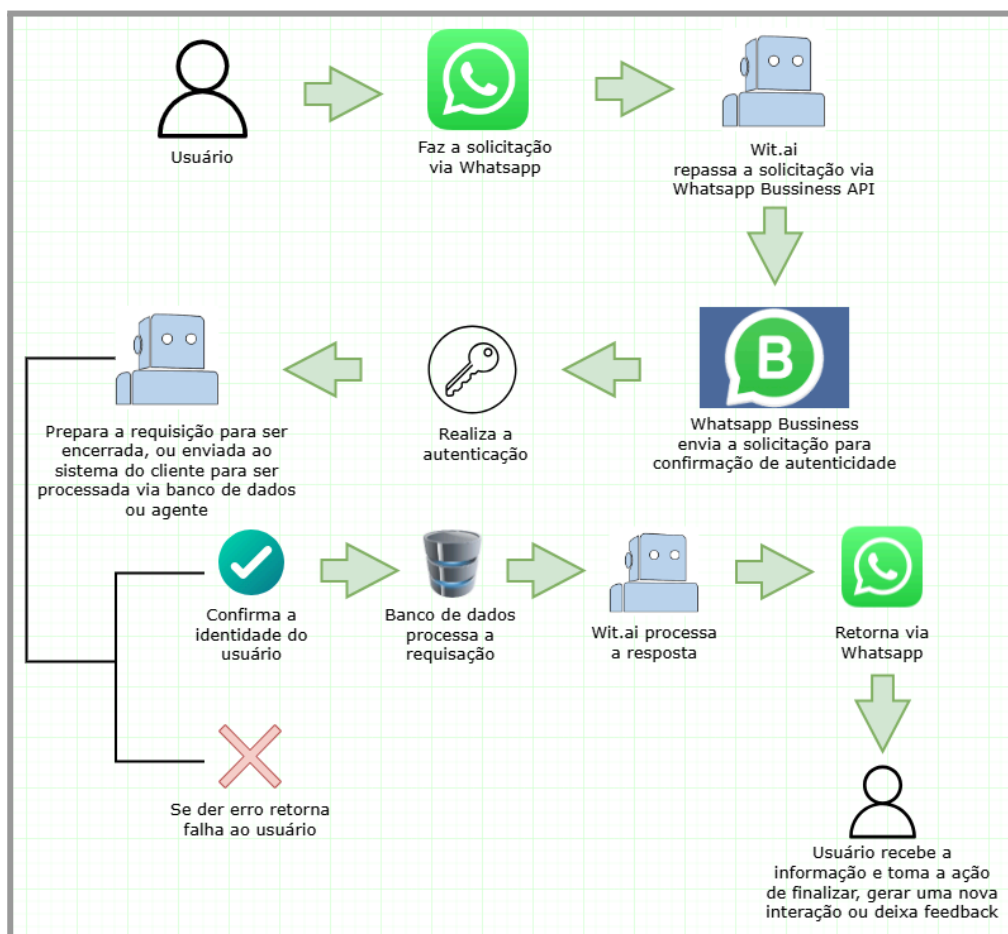 Usuário
Faz a solicitação
via Whatsapp
Wit.ai
repassa a solicitação via
Whatsapp Bussiness API
Whatsapp Bussiness
envia a solicitação para
confirmação de autenticidade
B
Realiza a
autenticação
Prepara a requisição para ser
encerrada, ou enviada ao
sistema do cliente para ser
processada via banco de dados
ou agente
Confirma a
identidade do
usuário
Banco de dados
processa a
requisação
Wit.ai processa
a resposta
Retorna via
Whatsapp
Se der erro retorna
falha ao usuário
Usuário recebe a
informação e toma a ação
de finalizar, gerar uma nova
interação ou deixa feedback